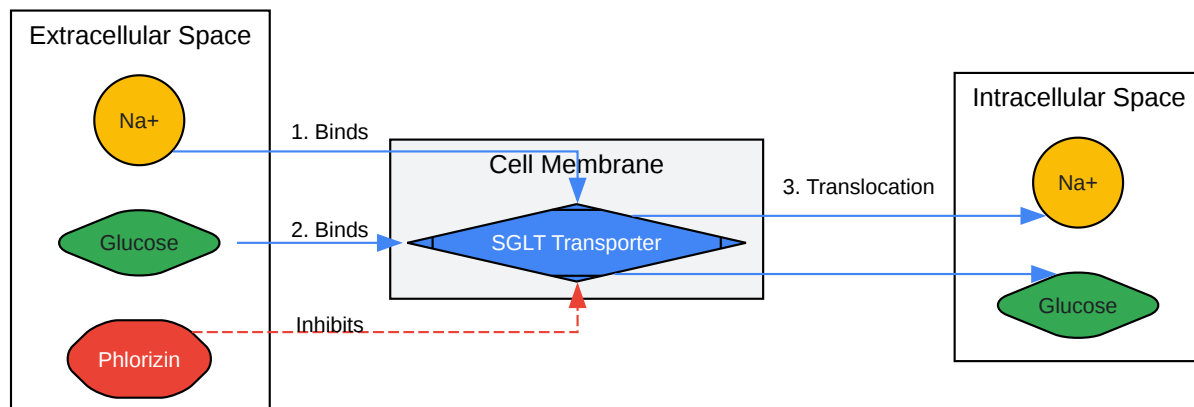 Extracellular Space
Na+
1. Binds
Glucose
2. Binds
Phlorizin
Inhibits
Cell Membrane
SGLT Transporter
3. Translocation
Intracellular Space
Na+
Glucose